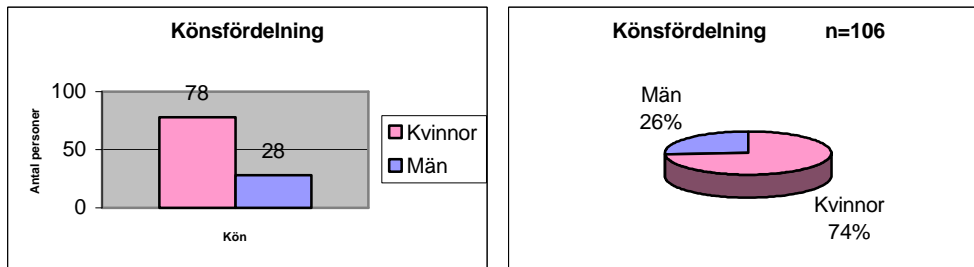 Könsfördelning
100
50
0
78
28
Antal personer
Kön
Kvinnor
Män
Könsfördelning n=106
Män
26%
Kvinnor
74%